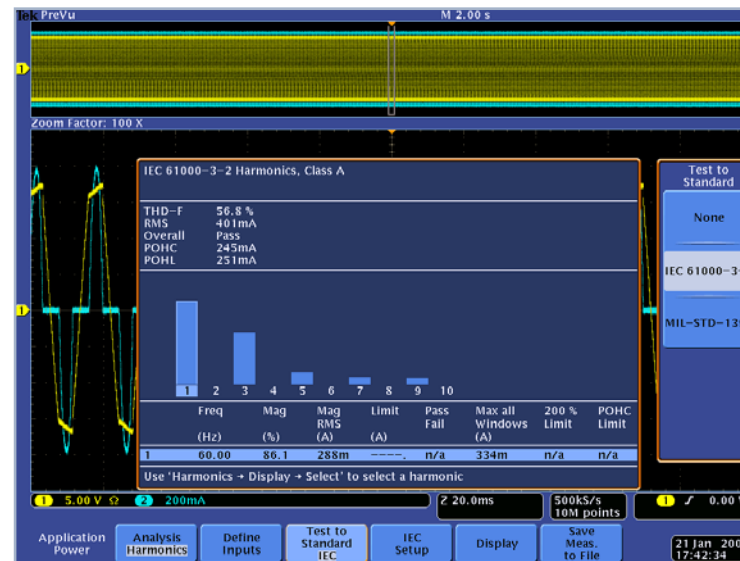 Tek PreVu M 2.00 s
1
Zoom Factor: 100 X
IEC 61000-3-2 Harmonics, Class A
THD-F 56.8 %
RMS 401mA
Overall Pass
POHC 245mA
POHL 251mA
1 2 3 4 5 6 7 8 9 10
Freq Mag Mag Limit Pass Max all 200 % POHC
RMS Fail Windows Limit Limit
(Hz) (%) (A) (A) (A)
1 60.00 86.1 288m ----. n/a 334m n/a n/a
Use 'Harmonics → Display → Select' to select a harmonic
1
Test to
Standard
None
IEC 61000-3-
MIL-STD-13
1 5.00 V Ω 2 200mA Z 20.0ms 500kS/s 1 0.00
10M points
Application
Power
Analysis
Harmonics
Define
Inputs
Test to
Standard
IEC
IEC
Setup
Display
Save
Meas.
to File
21 Jan 200
17:42:34